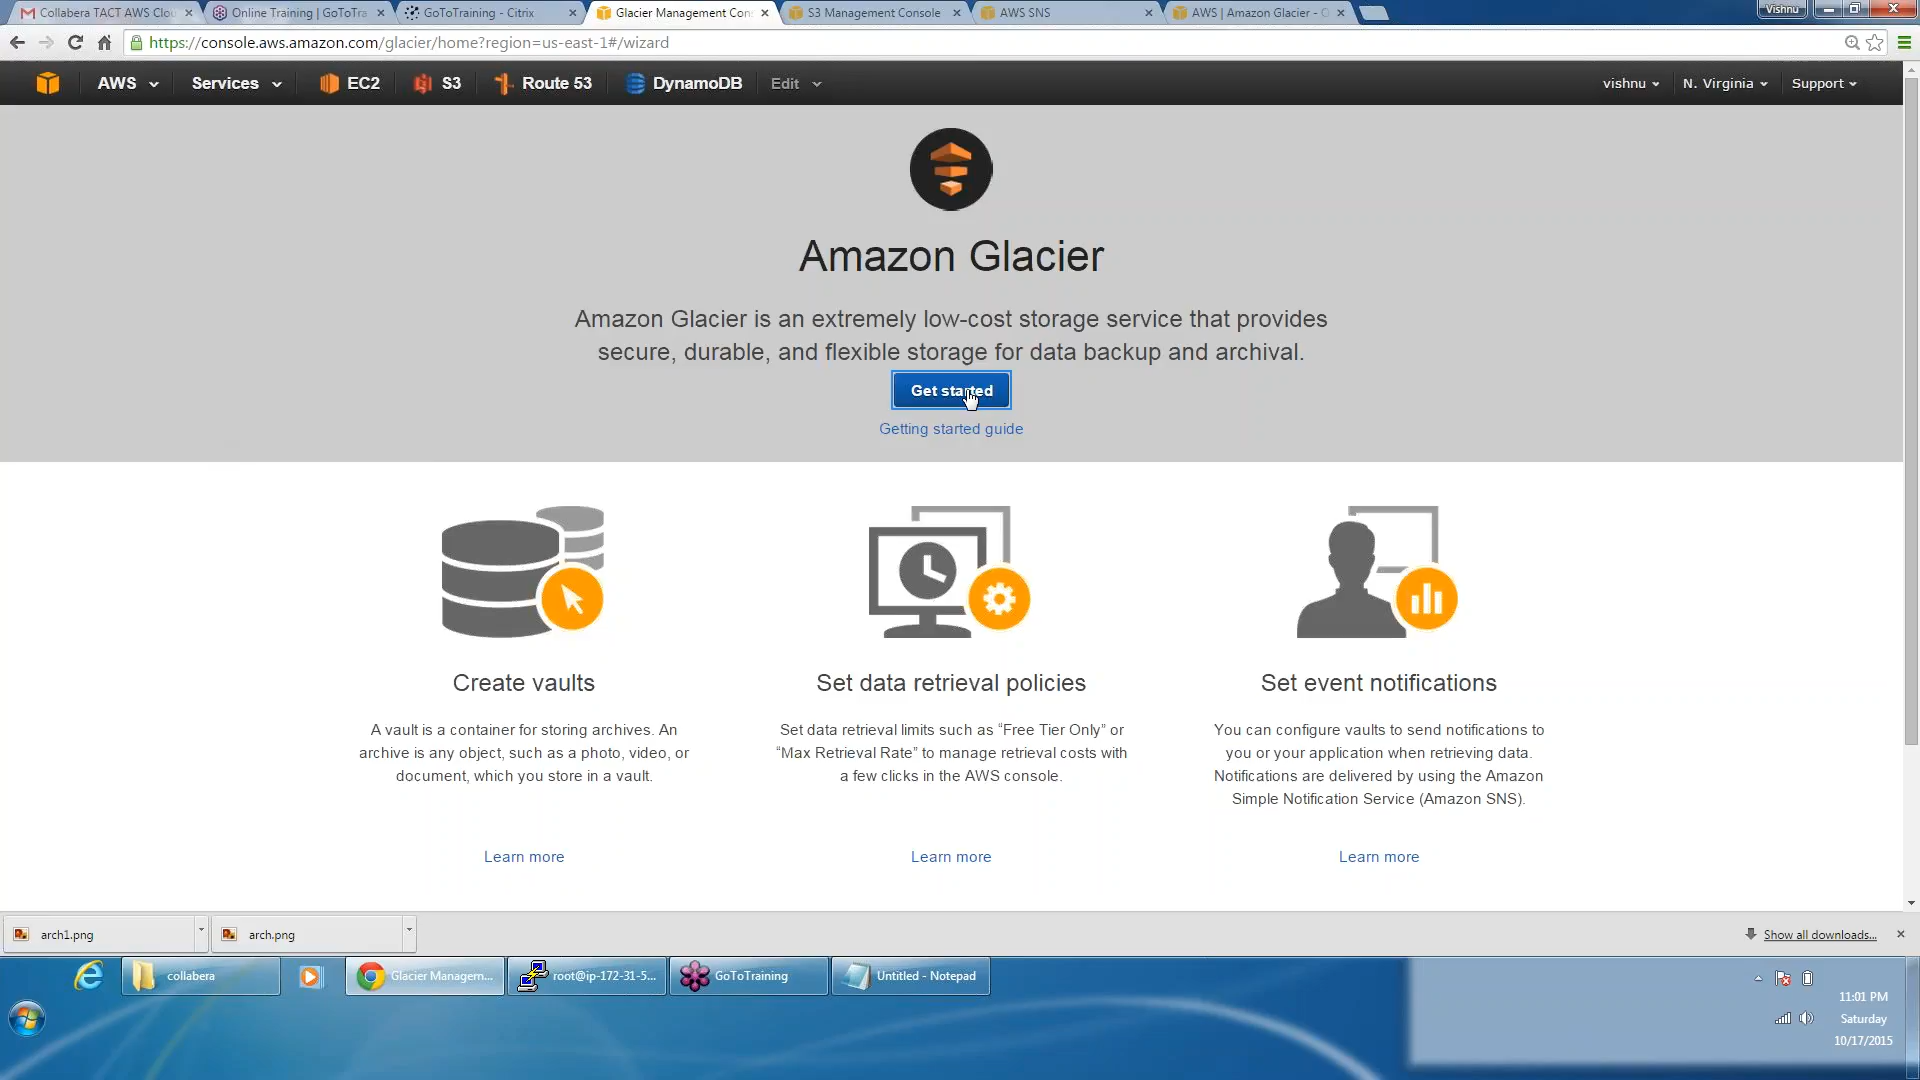 Collabera TACT AWS Clou
Online Training | GoToTra
GoToTraining - Citrix
Glacier Management Con
S3 Management Console
AWS SNS
AWS | Amazon Glacier - O
Vishnu
https://console.aws.amazon.com/glacier/home?region=us-east-1#/wizard
AWS
Services
EC2
S3
Route 53
DynamoDB
Edit
vishnu
N. Virginia
Support
Amazon Glacier
Amazon Glacier is an extremely low-cost storage service that provides
secure, durable, and flexible storage for data backup and archival.
Get started
Getting started guide
Create vaults
A vault is a container for storing archives. An
archive is any object, such as a photo, video, or
document, which you store in a vault.
Learn more
Set data retrieval policies
Set data retrieval limits such as “Free Tier Only” or
“Max Retrieval Rate” to manage retrieval costs with
a few clicks in the AWS console.
Learn more
Set event notifications
You can configure vaults to send notifications to
you or your application when retrieving data.
Notifications are delivered by using the Amazon
Simple Notification Service (Amazon SNS).
Learn more
arch1.png
arch.png
Show all downloads...
collabera
Glacier Managem...
root@ip-172-31-5...
GoToTraining
Untitled - Notepad
11:01 PM
Saturday
10/17/2015